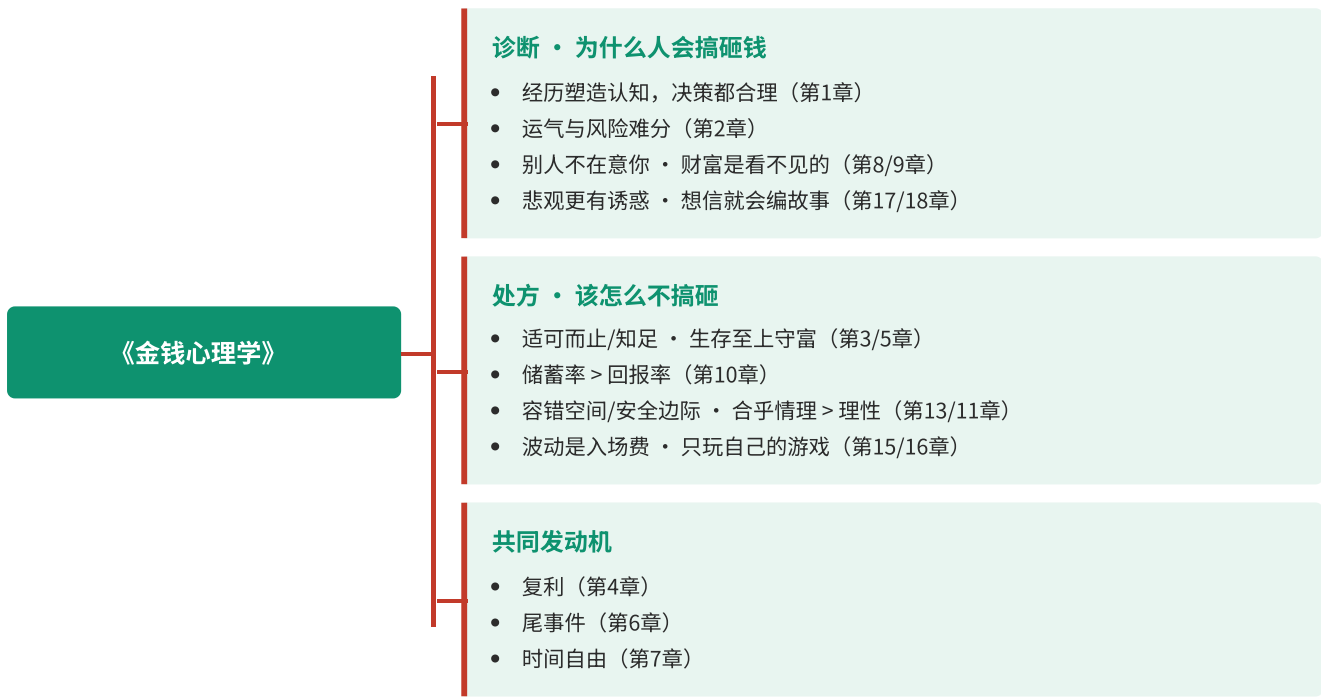 《金钱心理学》
诊断 · 为什么人会搞砸钱
• 经历塑造认知，决策都合理（第1章）
• 运气与风险难分（第2章）
• 别人不在意你 · 财富是看不见的（第8/9章）
• 悲观更有诱惑 · 想信就会编故事（第17/18章）
处方 · 该怎么不搞砸
• 适可而止/知足 · 生存至上守富（第3/5章）
• 储蓄率 > 回报率（第10章）
• 容错空间/安全边际 · 合乎情理 > 理性（第13/11章）
• 波动是入场费 · 只玩自己的游戏（第15/16章）
共同发动机
• 复利（第4章）
• 尾事件（第6章）
• 时间自由（第7章）